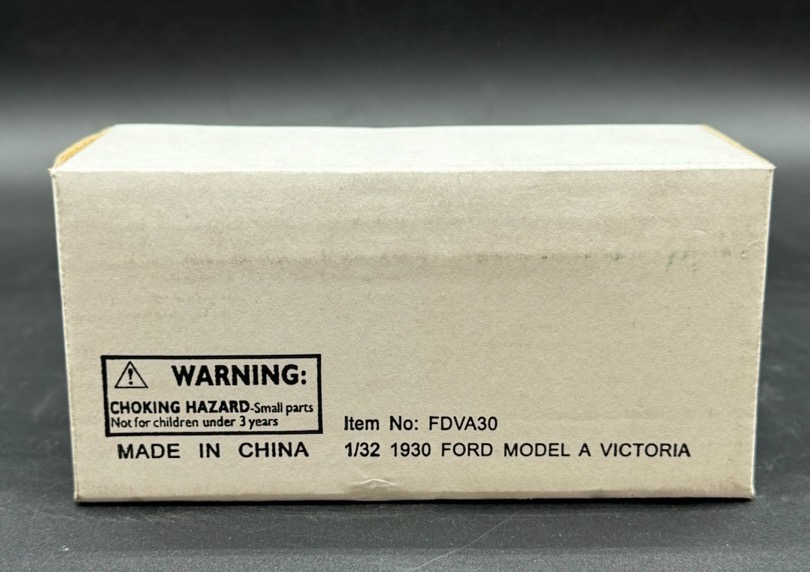 WARNING:
CHOKING HAZARD-Small parts
Not for children under 3 years
MADE IN CHINA
Item No: FDVA30
1/32 1930 FORD MODEL A VICTORIA